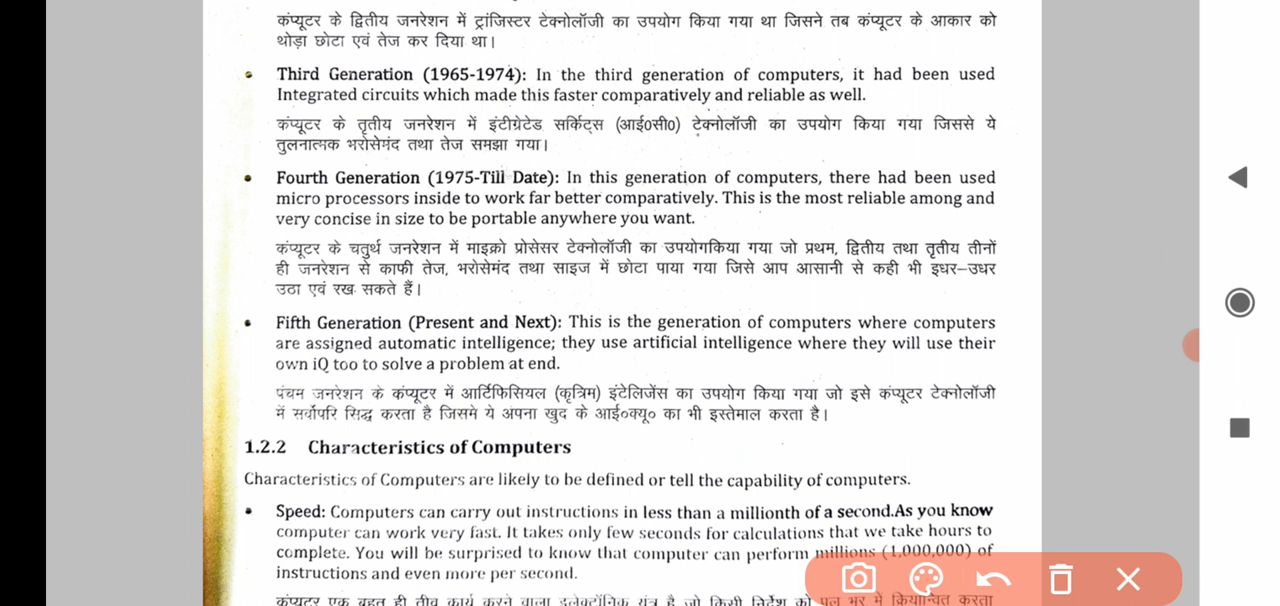 कंप्यूटर के द्वितीय जनरेशन में ट्रांजिस्टर टेक्नोलॉजी का उपयोग किया गया था जिसने तब कंप्यूटर के आकार को
थोड़ा छोटा एवं तेज कर दिया था।
• Third Generation (1965-1974): In the third generation of computers, it had been used
Integrated circuits which made this faster comparatively and reliable as well.
कंप्यूटर के तृतीय जनरेशन में इंटीग्रेटेड सर्किट्स (आई०सी०) टेक्नोलॉजी का उपयोग किया गया जिससे ये
तुलनात्मक भरोसेमंद तथा तेज समझा गया।
• Fourth Generation (1975-Till Date): In this generation of computers, there had been used
micro processors inside to work far better comparatively. This is the most reliable among and
very concise in size to be portable anywhere you want.
कंप्यूटर के चतुर्थ जनरेशन में माइक्रो प्रोसेसर टेक्नोलॉजी का उपयोगकिया गया जो प्रथम, द्वितीय तथा तृतीय तीनों
ही जनरेशन से काफी तेज, भरोसेमंद तथा साइज में छोटा पाया गया जिसे आप आसानी से कही भी इधर–उधर
उठा एवं रख सकते हैं।
• Fifth Generation (Present and Next): This is the generation of computers where computers
are assigned automatic intelligence; they use artificial intelligence where they will use their
own iQ too to solve a problem at end.
पंचम जनरेशन के कंप्यूटर में आर्टिफिसियल (कृत्रिम) इंटेलिजेंस का उपयोग किया गया जो इसे कंप्यूटर टेक्नोलॉजी
में सर्वोपरि सिद्ध करता है जिसमे ये अपना खुद के आई०क्यू० का भी इस्तेमाल करता है।
1.2.2 Characteristics of Computers
Characteristics of Computers are likely to be defined or tell the capability of computers.
• Speed: Computers can carry out instructions in less than a millionth of a second.As you know
computer can work very fast. It takes only few seconds for calculations that we take hours to
complete. You will be surprised to know that computer can perform millions (1,000,000) of
instructions and even more per second.
कंप्यूटर एक बहुत ही तीव्र कार्य करने वाला इलेक्ट्रॉनिक यंत्र है जो किसी निर्देश को पल भर में क्रियान्वित करता